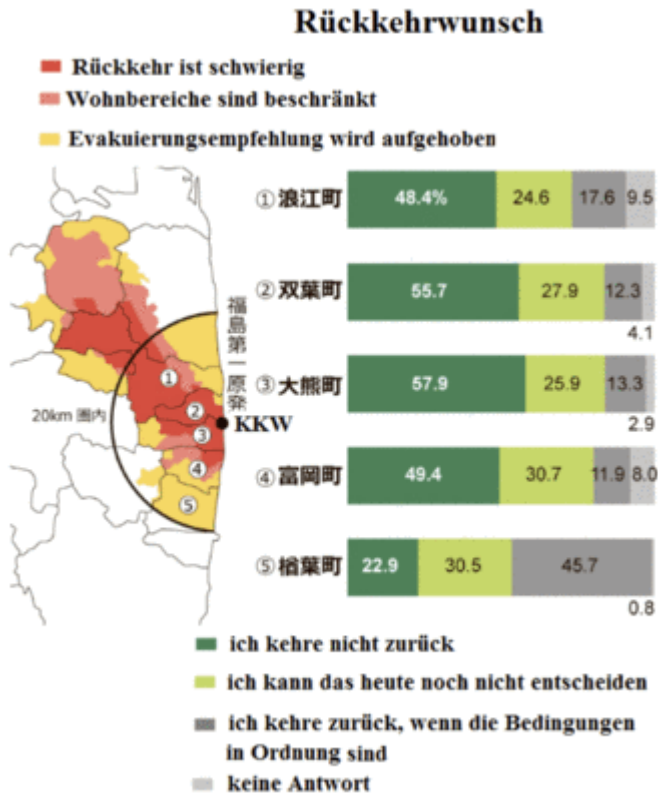 Rückkehrwunsch
Rückkehr ist schwierig
Wohnbereiche sind beschränkt
Evakuierungsempfehlung wird aufgehoben
① 浪江町 48.4% 24.6 17.6 9.5
② 双葉町 55.7 27.9 12.3
4.1
③ 大熊町 57.9 25.9 13.3
2.9
④ 富岡町 49.4 30.7 11.9 8.0
⑤ 楢葉町 22.9 30.5 45.7
0.8
福島第一原発
①
②
KKW
20km 圏内
③
④
⑤
ich kehre nicht zurück
ich kann das heute noch nicht entscheiden
ich kehre zurück, wenn die Bedingungen
in Ordnung sind
keine Antwort